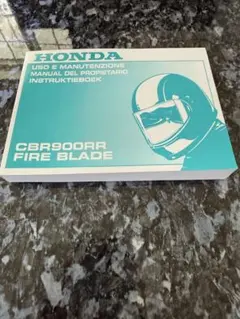 HONDA
USO E MANUTENZIONE
MANUAL DEL PROPIETARIO
INSTRUKTIEBOEK
CBR900RR
FIRE BLADE